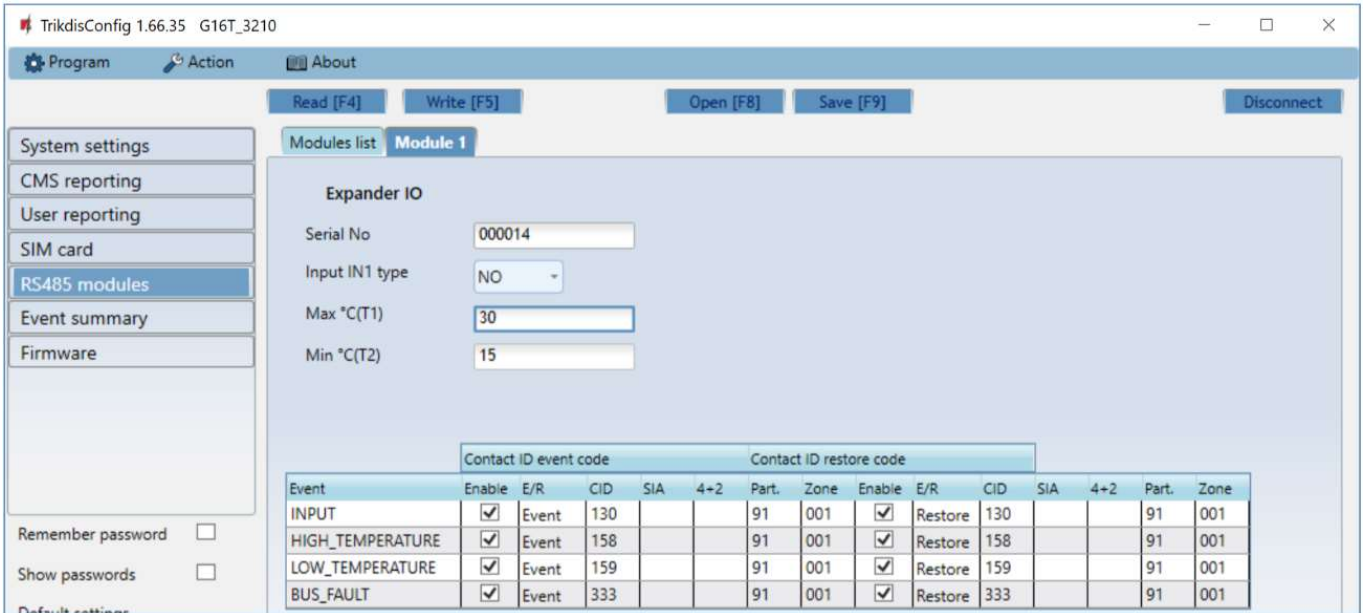 TrikdisConfig 1.66.35 G16T_3210
Program Action About
Read [F4] Write [F5] Open [F8] Save [F9] Disconnect
System settings
CMS reporting
User reporting
SIM card
RS485 modules
Event summary
Firmware
Remember password
Show passwords
Default settings
Modules list Module 1
Expander IO
Serial No 000014
Input IN1 type NO
Max °C(T1) 30
Min °C(T2) 15
Contact ID event code Contact ID restore code
Event Enable E/R CID SIA 4+2 Part. Zone Enable E/R CID SIA 4+2 Part. Zone
INPUT Event 130 91 001 Restore 130 91 001
HIGH_TEMPERATURE Event 158 91 001 Restore 158 91 001
LOW_TEMPERATURE Event 159 91 001 Restore 159 91 001
BUS_FAULT Event 333 91 001 Restore 333 91 001